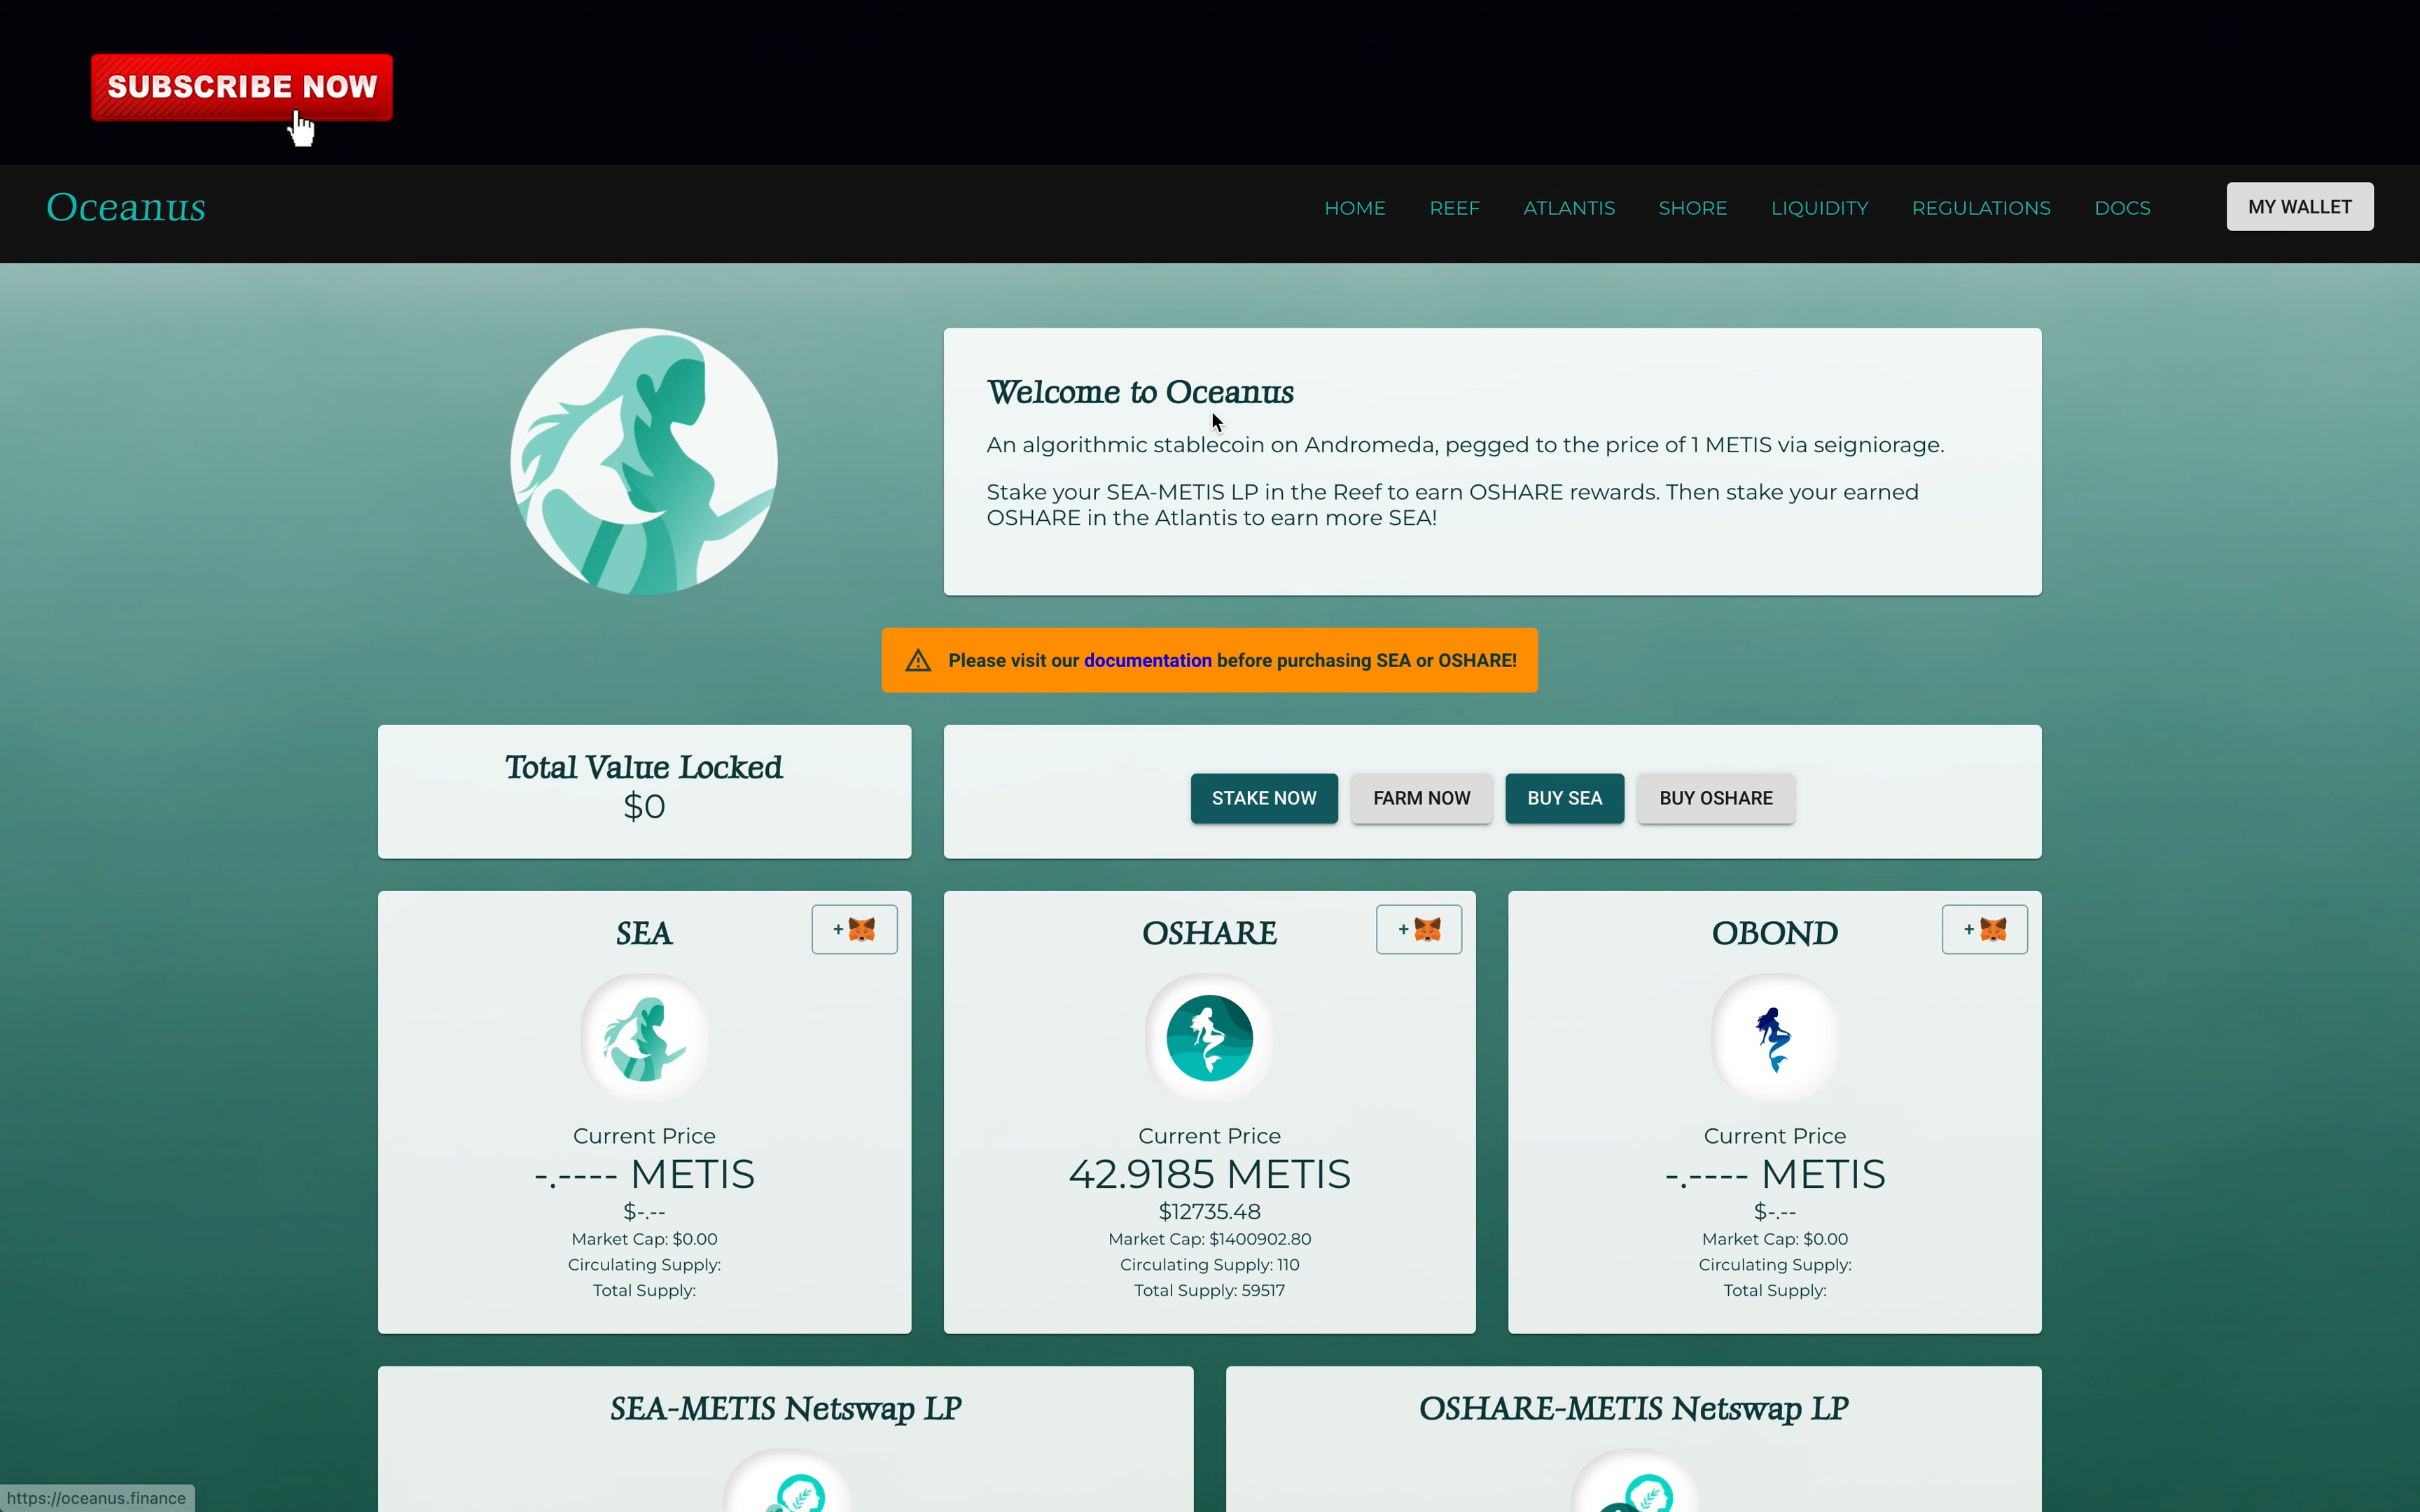 SUBSCRIBE NOW
Oceanus
HOME
REEF
ATLANTIS
SHORE
LIQUIDITY
REGULATIONS
DOCS
MY WALLET
Welcome to Oceanus
An algorithmic stablecoin on Andromeda, pegged to the price of 1 METIS via seigniorage.
Stake your SEA-METIS LP in the Reef to earn OSHARE rewards. Then stake your earned
OSHARE in the Atlantis to earn more SEA!
Please visit our documentation before purchasing SEA or OSHARE!
Total Value Locked
$0
STAKE NOW
FARM NOW
BUY SEA
BUY OSHARE
SEA
+
Current Price
-.---- METIS
$-.--
Market Cap: $0.00
Circulating Supply:
Total Supply:
OSHARE
+
Current Price
42.9185 METIS
$12735.48
Market Cap: $1400902.80
Circulating Supply: 110
Total Supply: 59517
OBOND
+
Current Price
-.---- METIS
$-.--
Market Cap: $0.00
Circulating Supply:
Total Supply:
SEA-METIS Netswap LP
OSHARE-METIS Netswap LP
https://oceanus.finance